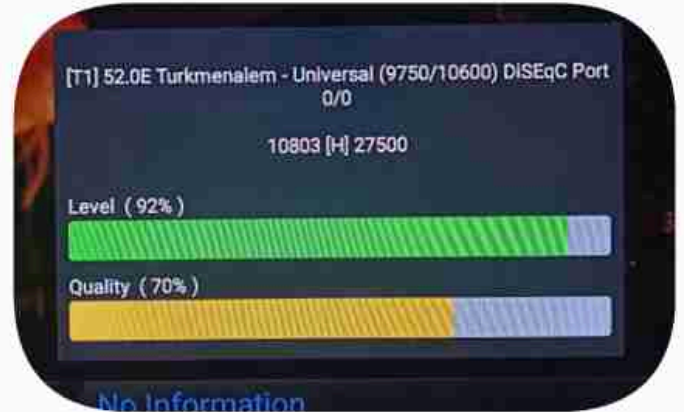 [T1] 52.0E Turkmenalem - Universal (9750/10600) DiSEqC Port
0/0
10803 [H] 27500
Level ( 92% )
Quality ( 70% )
No Information